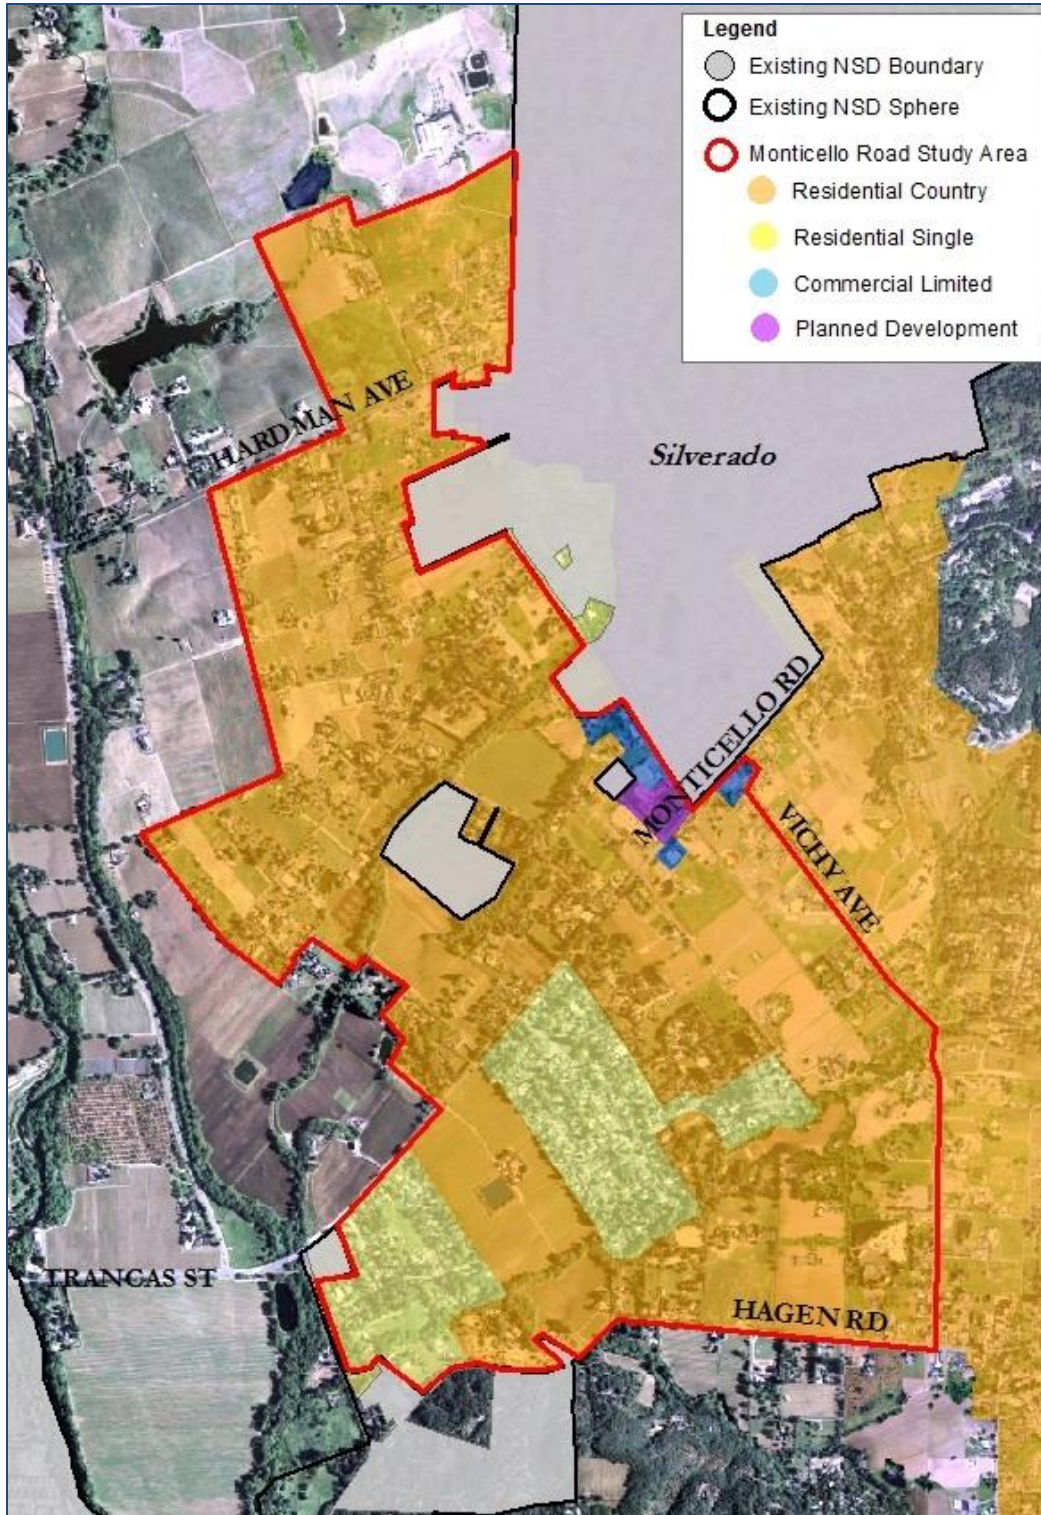 Legend
Existing NSD Boundary
Existing NSD Sphere
Monticello Road Study Area
Residential Country
Residential Single
Commercial Limited
Planned Development
HARDMAN AVE
Silverado
MONTICELLO RD
VICHY AVE
TRANCAS ST
HAGEN RD